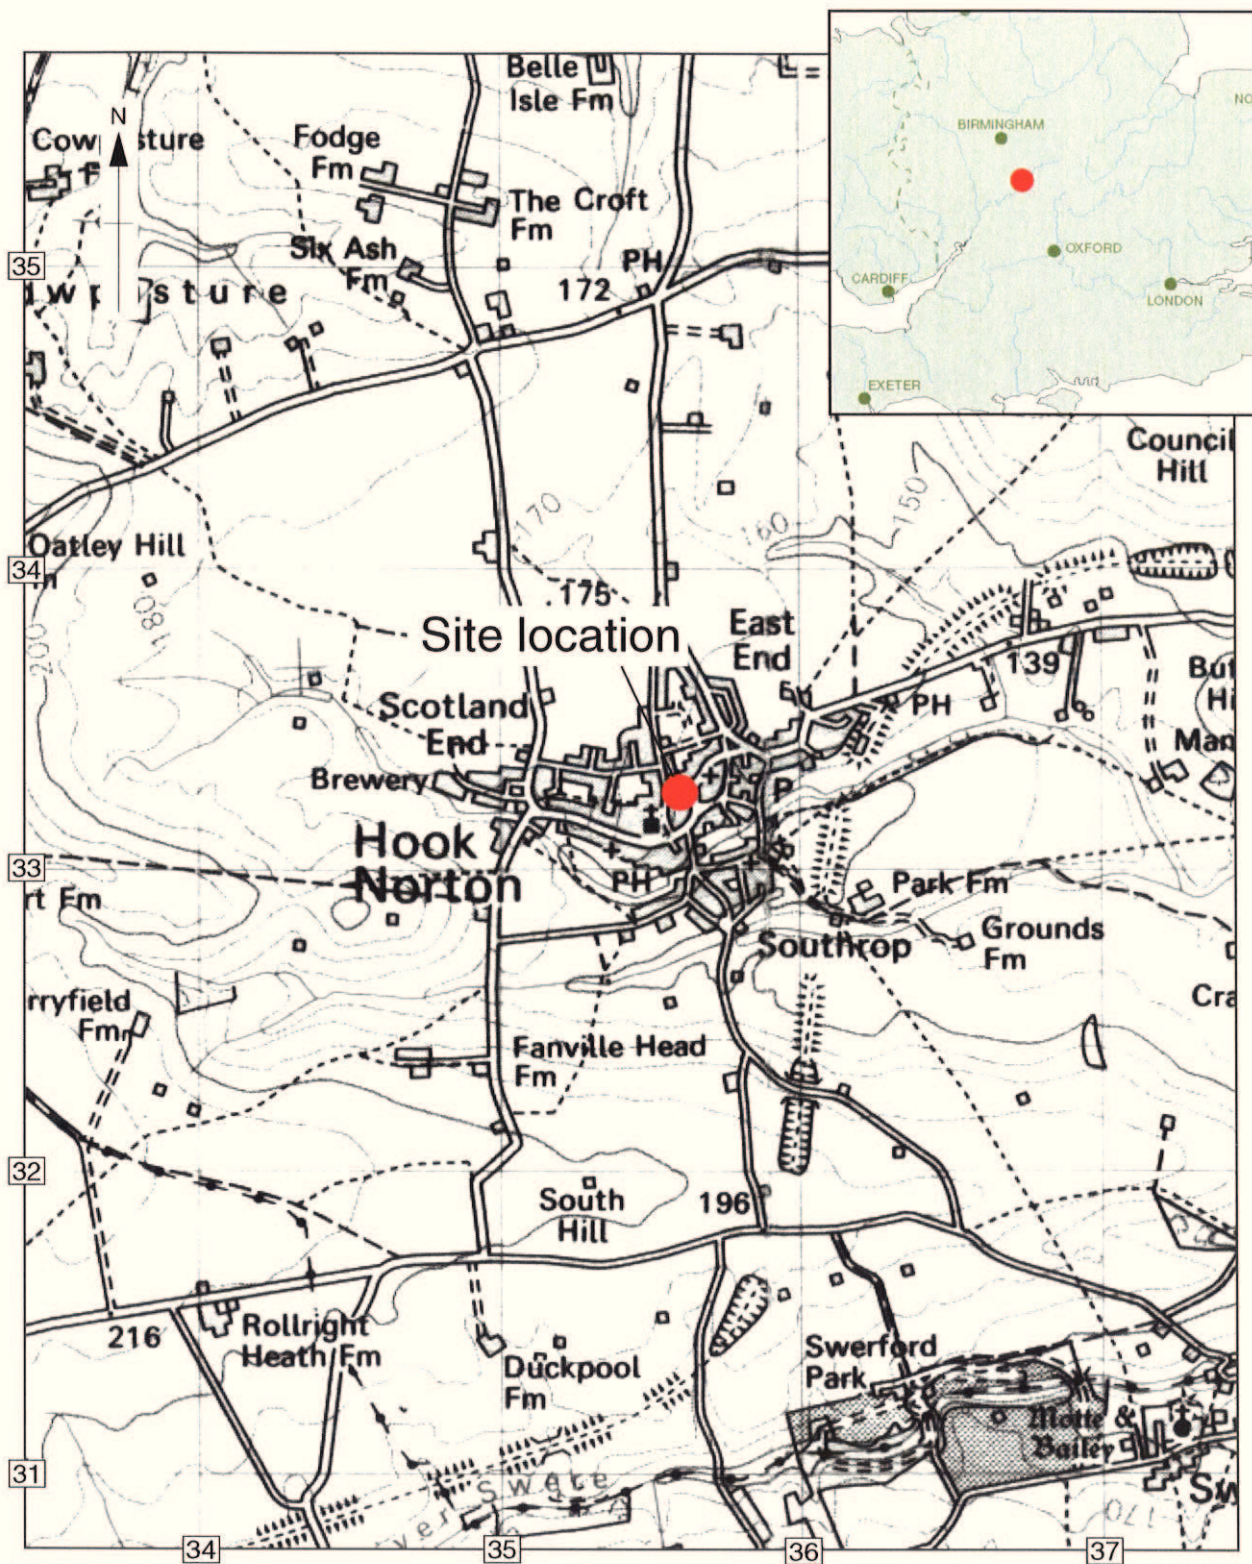 Belle
Isle Fm
N
Fodge
Fm
The Croft
Fm
Six Ash
Fm
PH
172
35
BIRMINGHAM
OXFORD
CARDIFF
LONDON
EXETER
Council
Hill
170
160
150
Oatley Hill
34
180
200
175
Site location
East
End
139
PH
Scotland
End
Brewery
P
Hook
Norton
33
PH
Park Fm
Grounds
Fm
Southrop
Fanville Head
Fm
32
South
Hill
196
216
Rollright
Heath Fm
Duckpool
Fm
Swerford
Park
Motte &
Bailey
31
Swere
170
34
35
36
37